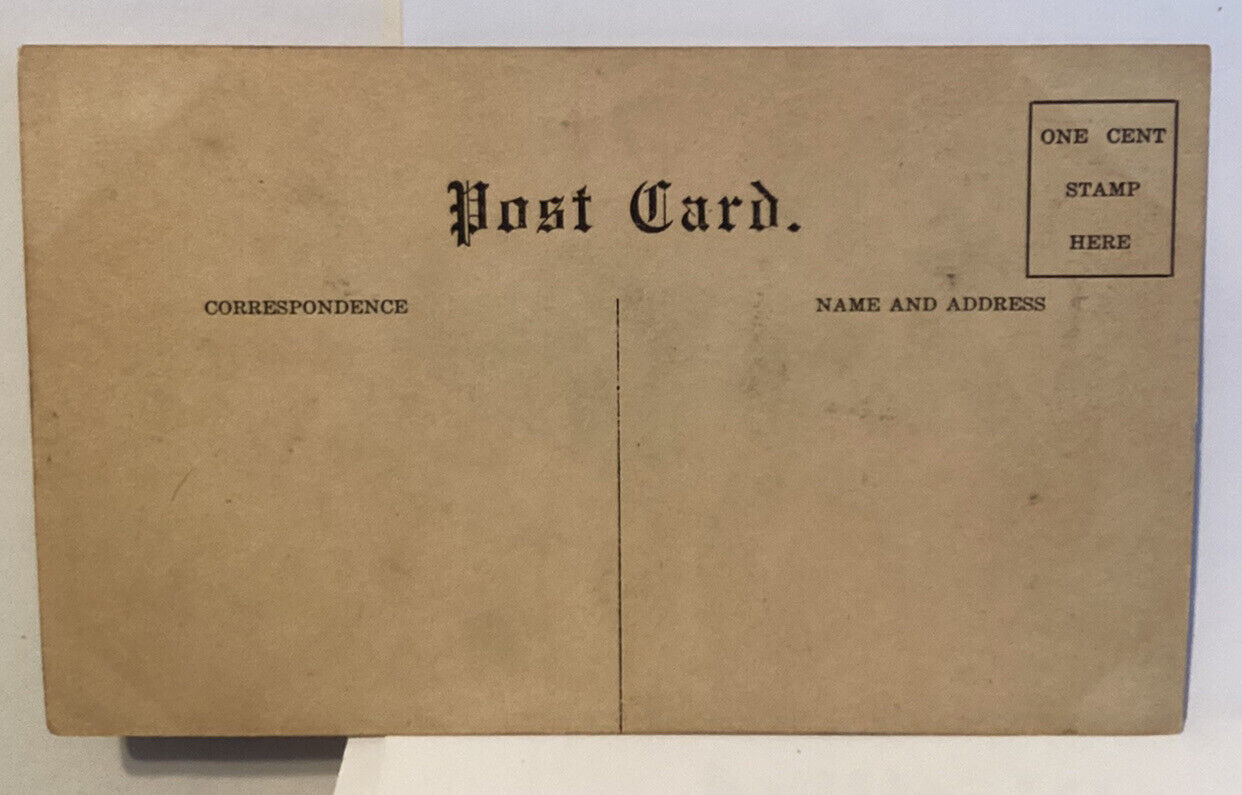 Post Card.
ONE CENT
STAMP
HERE
CORRESPONDENCE
NAME AND ADDRESS